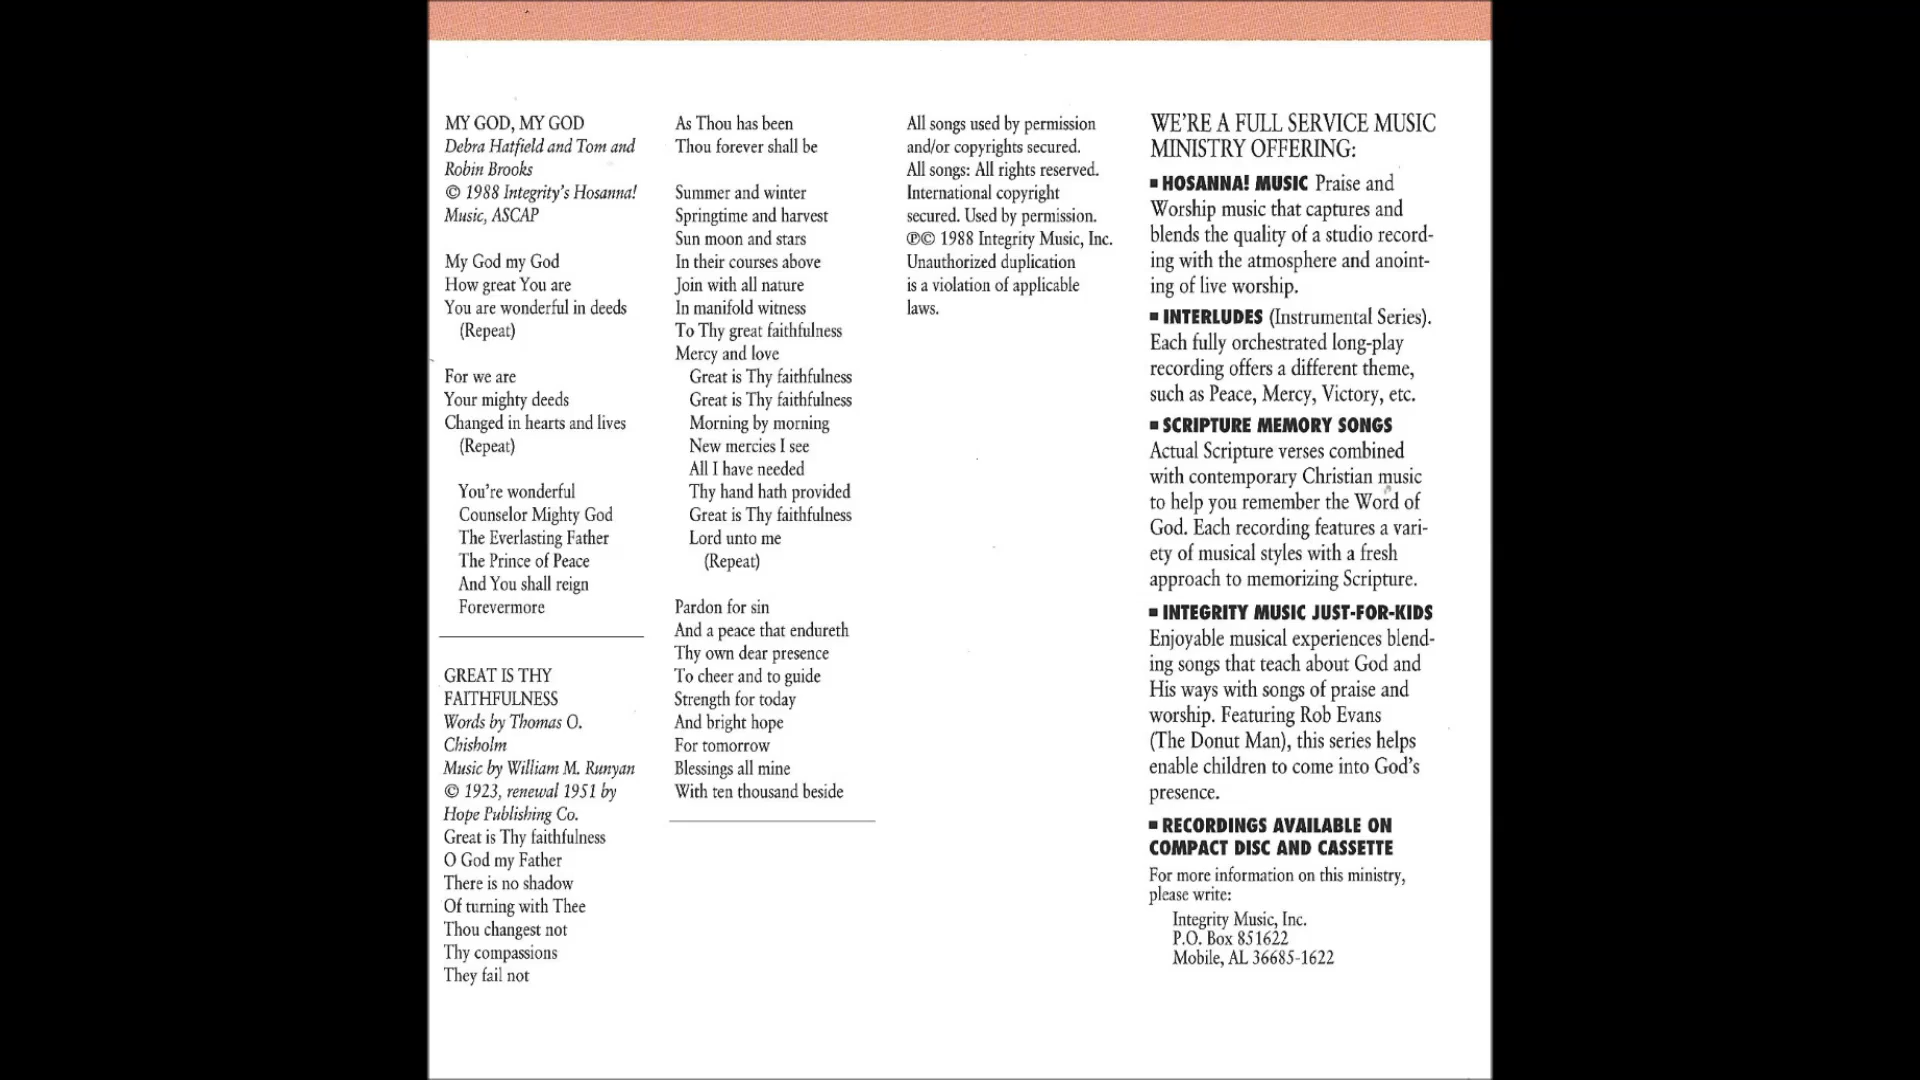 MY GOD, MY GOD
Debra Hatfield and Tom and
Robin Brooks
© 1988 Integrity's Hosanna!
Music, ASCAP
My God my God
How great You are
You are wonderful in deeds
(Repeat)
For we are
Your mighty deeds
Changed in hearts and lives
(Repeat)
You're wonderful
Counselor Mighty God
The Everlasting Father
The Prince of Peace
And You shall reign
Forevermore
GREAT IS THY
FAITHFULNESS
Words by Thomas O.
Chisholm
Music by William M. Runyan
© 1923, renewal 1951 by
Hope Publishing Co.
Great is Thy faithfulness
O God my Father
There is no shadow
Of turning with Thee
Thou changest not
Thy compassions
They fail not
As Thou has been
Thou forever shall be
Summer and winter
Springtime and harvest
Sun moon and stars
In their courses above
Join with all nature
In manifold witness
To Thy great faithfulness
Mercy and love
Great is Thy faithfulness
Great is Thy faithfulness
Morning by morning
New mercies I see
All I have needed
Thy hand hath provided
Great is Thy faithfulness
Lord unto me
(Repeat)
Pardon for sin
And a peace that endureth
Thy own dear presence
To cheer and to guide
Strength for today
And bright hope
For tomorrow
Blessings all mine
With ten thousand beside
All songs used by permission
and/or copyrights secured.
All songs: All rights reserved.
International copyright
secured. Used by permission.
℗© 1988 Integrity Music, Inc.
Unauthorized duplication
is a violation of applicable
laws.
WE'RE A FULL SERVICE MUSIC
MINISTRY OFFERING:
▪ HOSANNA! MUSIC Praise and
Worship music that captures and
blends the quality of a studio record-
ing with the atmosphere and anoint-
ing of live worship.
▪ INTERLUDES (Instrumental Series).
Each fully orchestrated long-play
recording offers a different theme,
such as Peace, Mercy, Victory, etc.
▪ SCRIPTURE MEMORY SONGS
Actual Scripture verses combined
with contemporary Christian music
to help you remember the Word of
God. Each recording features a vari-
ety of musical styles with a fresh
approach to memorizing Scripture.
▪ INTEGRITY MUSIC JUST-FOR-KIDS
Enjoyable musical experiences blend-
ing songs that teach about God and
His ways with songs of praise and
worship. Featuring Rob Evans
(The Donut Man), this series helps
enable children to come into God's
presence.
▪ RECORDINGS AVAILABLE ON
COMPACT DISC AND CASSETTE
For more information on this ministry,
please write:
Integrity Music, Inc.
P.O. Box 851622
Mobile, AL 36685-1622